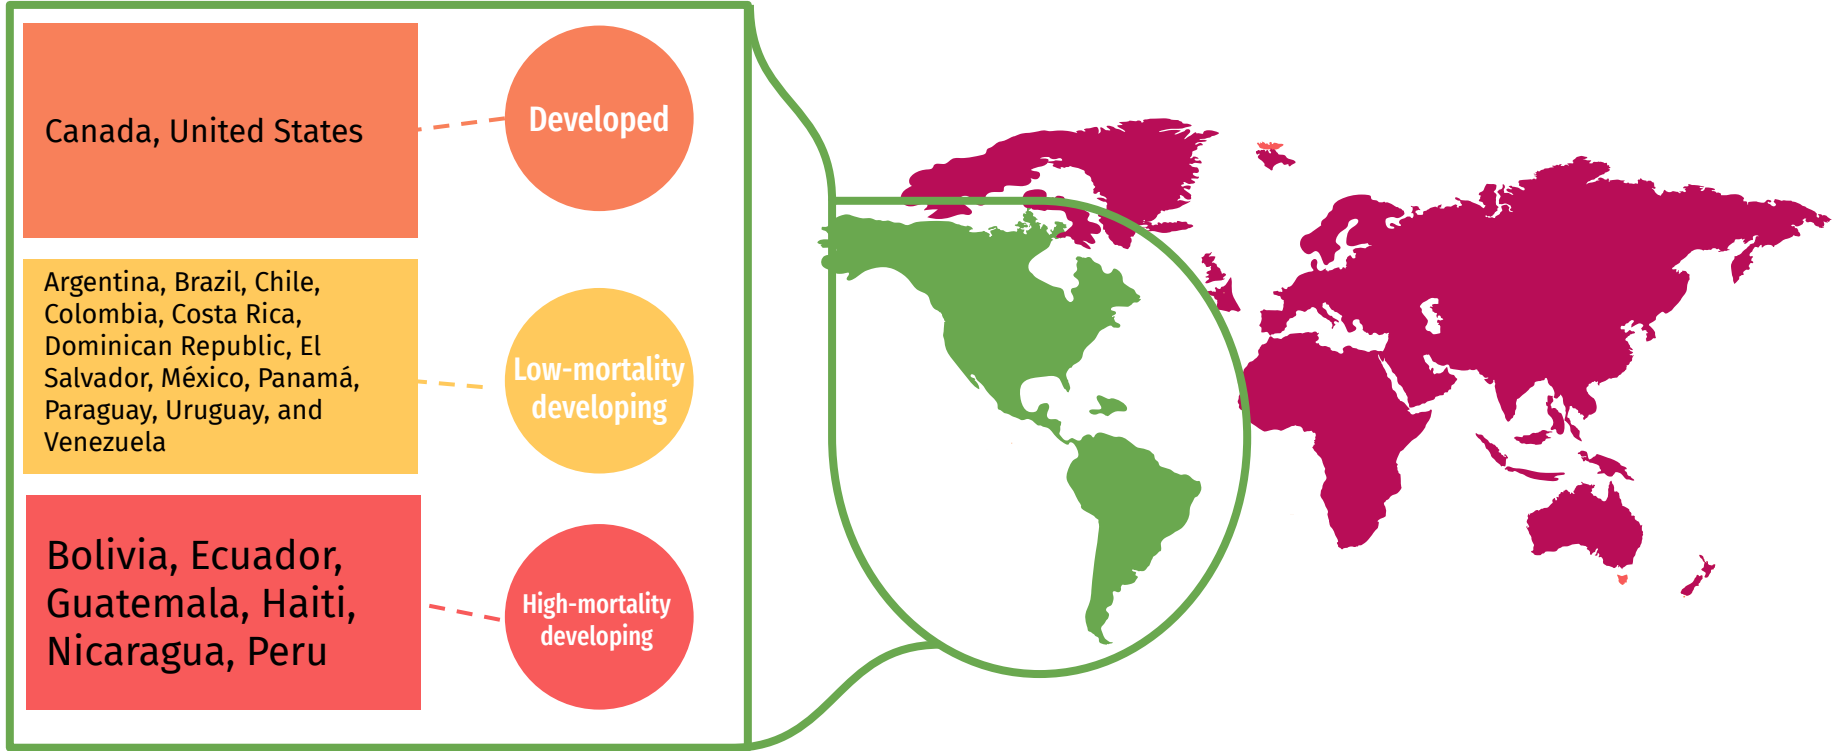 Canada, United States
Developed
Argentina, Brazil, Chile,
Colombia, Costa Rica,
Dominican Republic, El
Salvador, México, Panamá,
Paraguay, Uruguay, and
Venezuela
Low-mortality
developing
Bolivia, Ecuador,
Guatemala, Haiti,
Nicaragua, Peru
High-mortality
developing